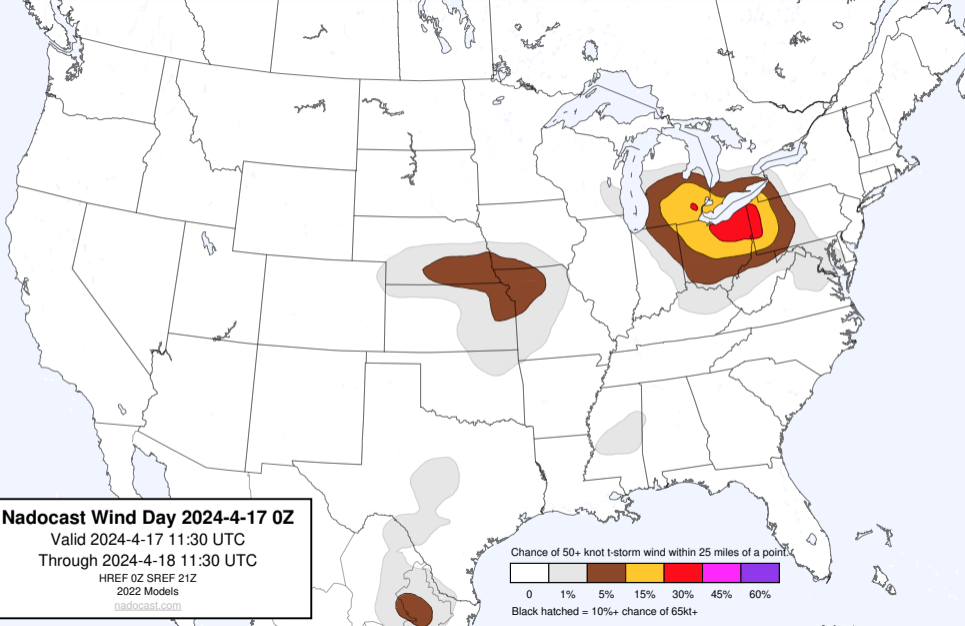 Nadocast Wind Day 2024-4-17 0Z
Valid 2024-4-17 11:30 UTC
Through 2024-4-18 11:30 UTC
HREF 0Z SREF 21Z
2022 Models
nadocast.com
Chance of 50+ knot t-storm wind within 25 miles of a point.
0 1% 5% 15% 30% 45% 60%
Black hatched = 10%+ chance of 65kt+